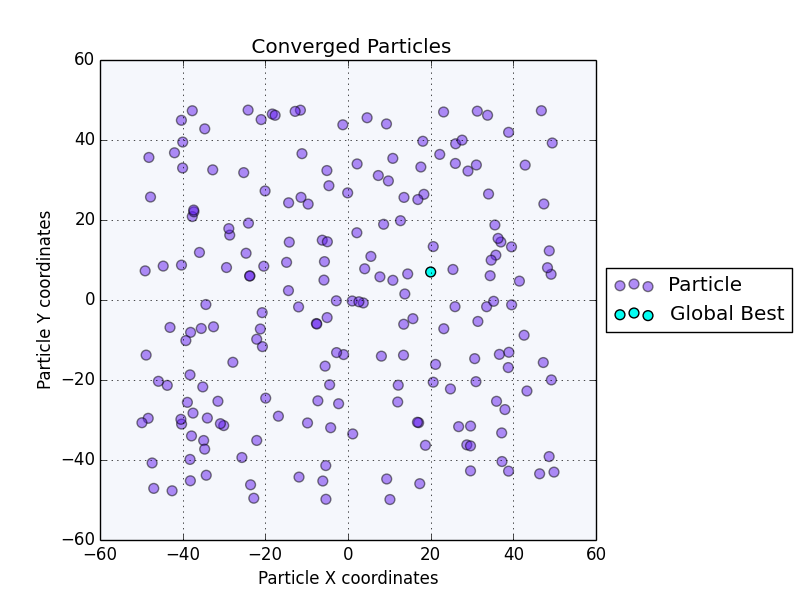 Converged Particles
60
40
20
0
−20
−40
−60
−60 −40 −20 0 20 40 60
Particle Y coordinates
Particle X coordinates
Particle
Global Best